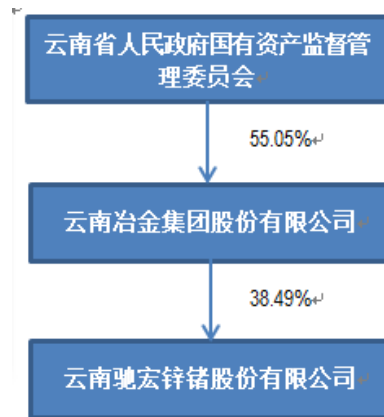 云南省人民政府国有资产监督管
理委员会
55.05%
云南冶金集团股份有限公司
38.49%
云南驰宏锌锗股份有限公司